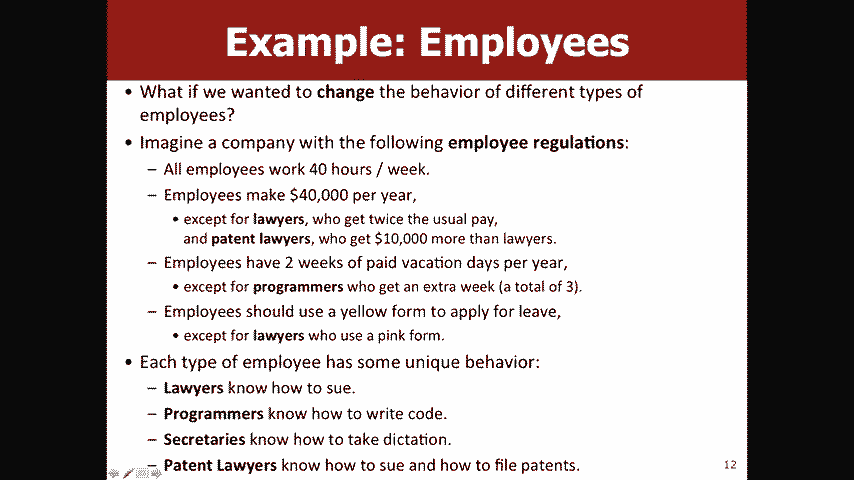 Example: Employees
• What if we wanted to change the behavior of different types of
employees?
• Imagine a company with the following employee regulations:
– All employees work 40 hours / week.
– Employees make $40,000 per year,
• except for lawyers, who get twice the usual pay,
and patent lawyers, who get $10,000 more than lawyers.
– Employees have 2 weeks of paid vacation days per year,
• except for programmers who get an extra week (a total of 3).
– Employees should use a yellow form to apply for leave,
• except for lawyers who use a pink form.
• Each type of employee has some unique behavior:
– Lawyers know how to sue.
– Programmers know how to write code.
– Secretaries know how to take dictation.
– Patent Lawyers know how to sue and how to file patents.
12